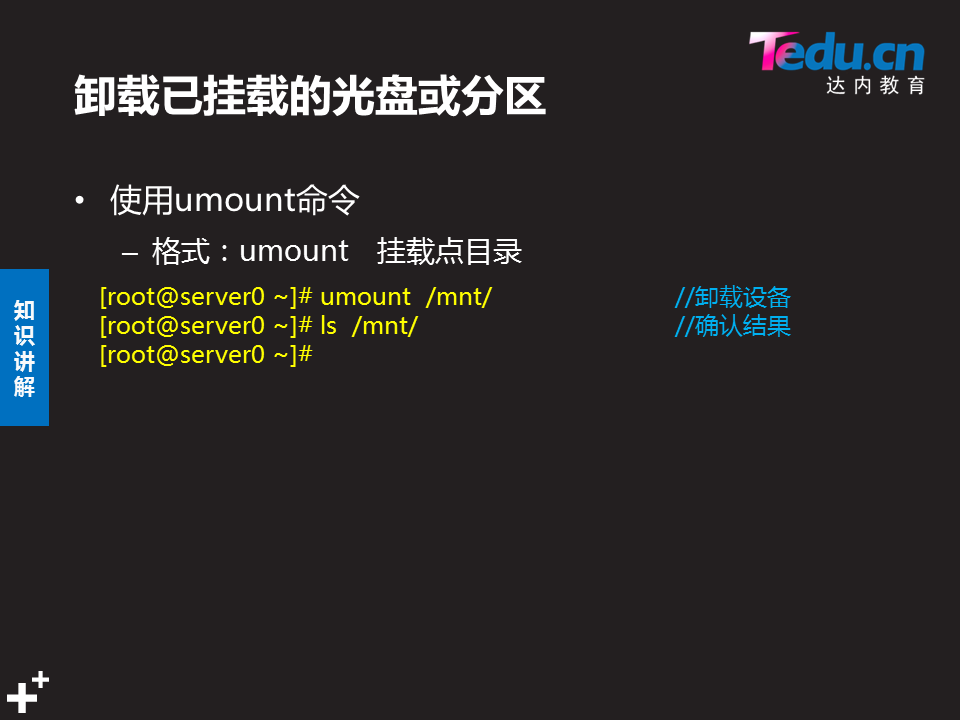 Tedu.cn
达内教育
卸载已挂载的光盘或分区
• 使用umount命令
– 格式：umount 挂载点目录
[root@server0 ~]# umount /mnt/ //卸载设备
[root@server0 ~]# ls /mnt/ //确认结果
[root@server0 ~]#
知识讲解